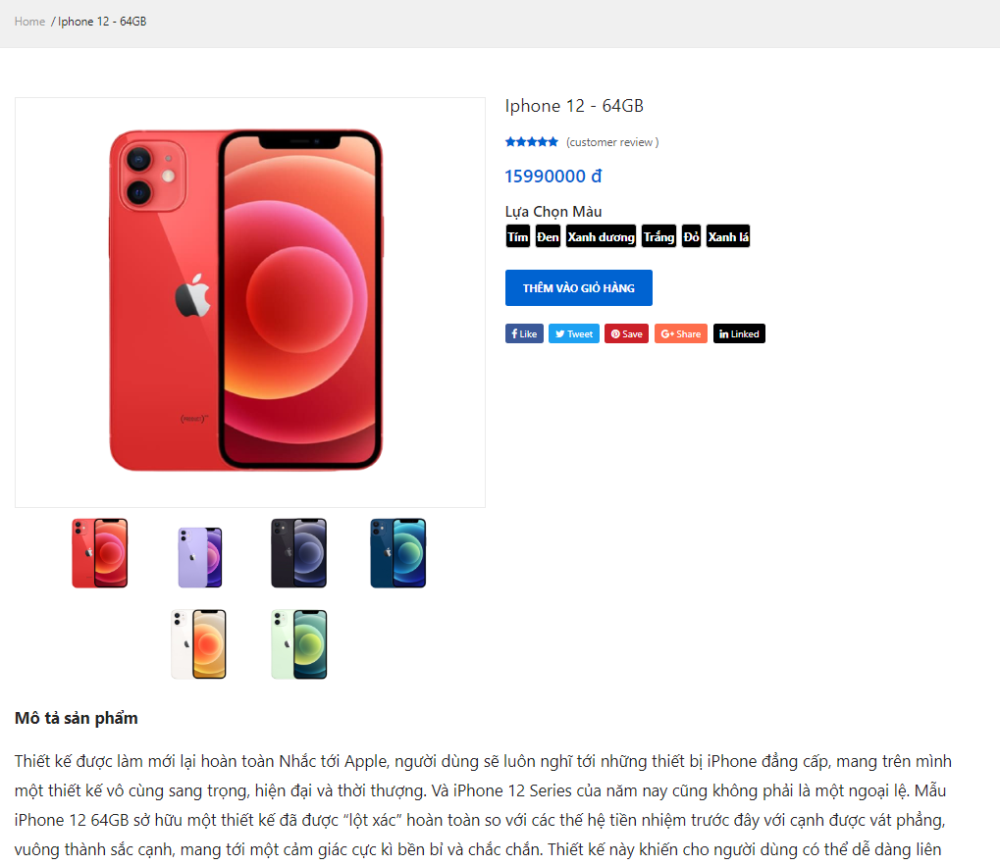 Home / Iphone 12 - 64GB
Iphone 12 - 64GB
(customer review )
15990000 đ
Lựa Chọn Màu
Tím Đen Xanh dương Trắng Đỏ Xanh lá
THÊM VÀO GIỎ HÀNG
Like Tweet Save G+ Share in Linked
Mô tả sản phẩm
Thiết kế được làm mới lại hoàn toàn Nhắc tới Apple, người dùng sẽ luôn nghĩ tới những thiết bị iPhone đẳng cấp, mang trên mình
một thiết kế vô cùng sang trọng, hiện đại và thời thượng. Và iPhone 12 Series của năm nay cũng không phải là một ngoại lệ. Mẫu
iPhone 12 64GB sở hữu một thiết kế đã được “lột xác” hoàn toàn so với các thế hệ tiền nhiệm trước đây với cạnh được vát phẳng,
vuông thành sắc cạnh, mang tới một cảm giác cực kì bền bỉ và chắc chắn. Thiết kế này khiến cho người dùng có thể dễ dàng liên